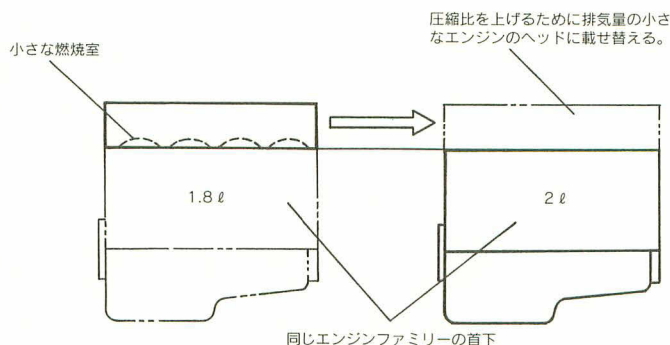 圧縮比を上げるために排気量の小さ
なエンジンのヘッドに載せ替える。
小さな燃焼室
1.8 ℓ
2 ℓ
同じエンジンファミリーの首下